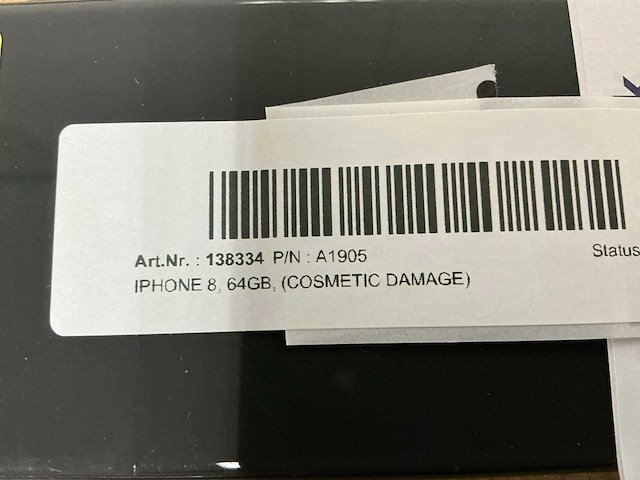 Art.Nr. : 138334 P/N : A1905
Status
IPHONE 8, 64GB, (COSMETIC DAMAGE)